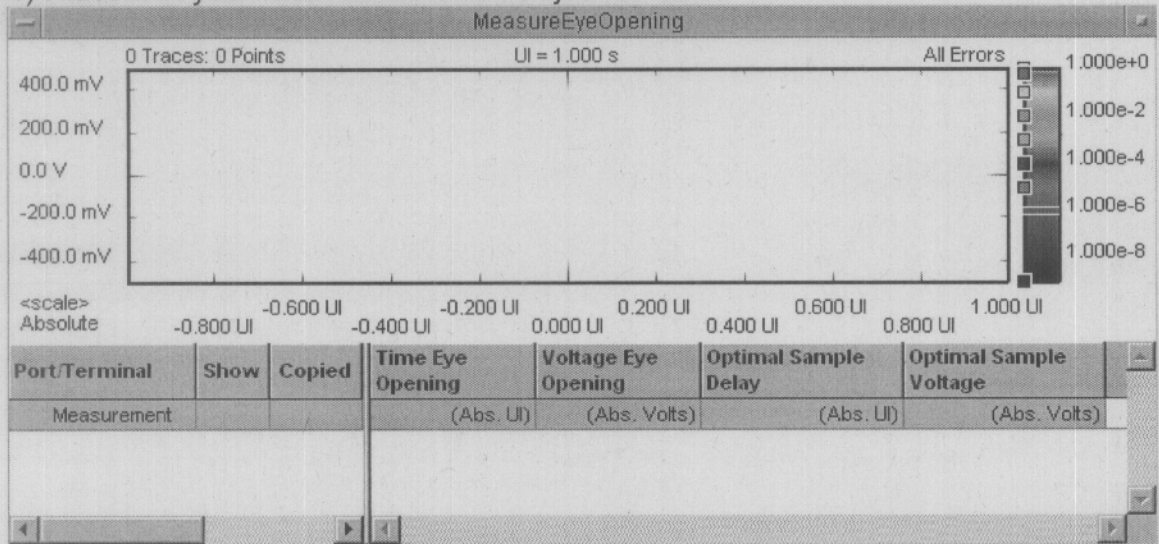 MeasureEyeOpening
0 Traces: 0 Points UI = 1.000 s All Errors
1.000e+0
400.0 mV
1.000e-2
200.0 mV
1.000e-4
0.0 V
1.000e-6
-200.0 mV
1.000e-8
-400.0 mV
<scale>
Absolute
-0.600 UI -0.200 UI 0.200 UI 0.600 UI 1.000 UI
-0.800 UI -0.400 UI 0.000 UI 0.400 UI 0.800 UI
Port/Terminal Show Copied Time Eye Opening Voltage Eye Opening Optimal Sample Delay Optimal Sample Voltage
Measurement (Abs. UI) (Abs. Volts) (Abs. UI) (Abs. Volts)